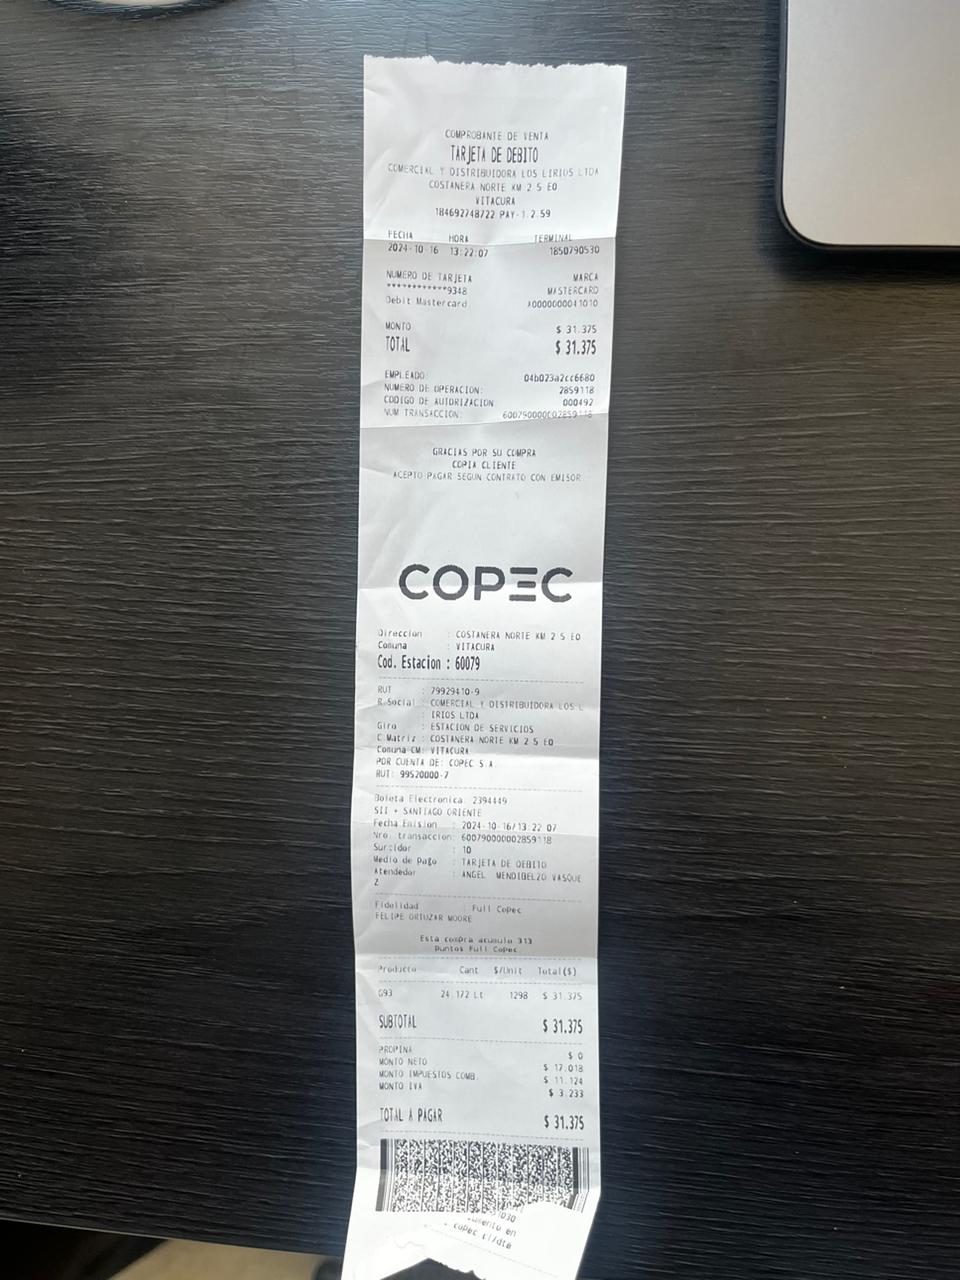 COMPROBANTE DE VENTA
TARJETA DE DEBITO
COMERCIAL Y DISTRIBUIDORA LOS LIRIOS LTDA
COSTANERA NORTE KM 2 5 EO
VITACURA
184692748722 PAY-1.2.59
FECHA HORA TERMINAL
2024-10-16 13:22:07 1850790530
NUMERO DE TARJETA MARCA
************9348 MASTERCARD
Debit Mastercard A0000000041010
MONTO $ 31.375
TOTAL $ 31.375
EMPLEADO: 04b023a2cc6680
NUMERO DE OPERACION: 2859118
CODIGO DE AUTORIZACION 000492
NUM TRANSACCION: 600790000002859118
GRACIAS POR SU COMPRA
COPIA CLIENTE
ACEPTO PAGAR SEGUN CONTRATO CON EMISOR
COPEC
Direccion : COSTANERA NORTE KM 2 5 EO
Comuna : VITACURA
Cod. Estacion : 60079
RUT : 79929410-9
R.Social : COMERCIAL Y DISTRIBUIDORA LOS L
: IRIOS LTDA
Giro : ESTACION DE SERVICIOS
C.Matriz : COSTANERA NORTE KM 2 5 EO
Comuna CM: VITACURA
POR CUENTA DE: COPEC S.A.
RUT: 99520000-7
Boleta Electronica: 2394449
SII - SANTIAGO ORIENTE
Fecha Emision : 2024-10-16/13:22:07
Nro. transaccion: 600790000002859118
Surtidor : 10
Medio de Pago : TARJETA DE DEBITO
Atendedor : ANGEL MENDIBELZO VASQUE
Z
Fidelidad : Full Copec
FELIPE ORTUZAR MOORE
Esta compra acumulo 313
Puntos Full Copec
Producto Cant $/Unit Total($)
G93 24.172 Lt 1298 $ 31.375
SUBTOTAL $ 31.375
PROPINA $ 0
MONTO NETO $ 17.018
MONTO IMPUESTOS COMB. $ 11.124
MONTO IVA $ 3.233
TOTAL A PAGAR $ 31.375
en
copec.cl/dte